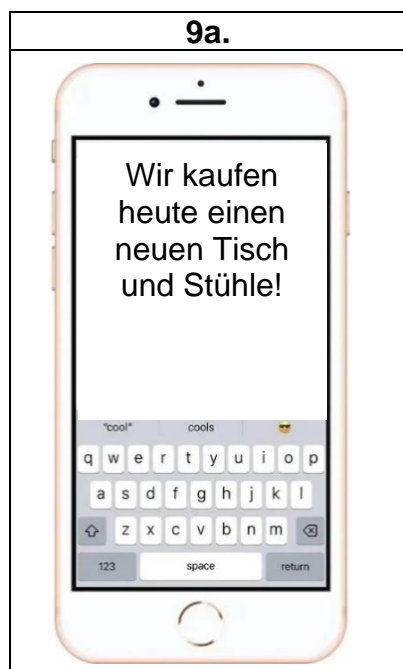 9a.
Wir kaufen
heute einen
neuen Tisch
und Stühle!
"cool" cools 😎
q w e r t y u i o p
a s d f g h j k l
z x c v b n m
123 space return